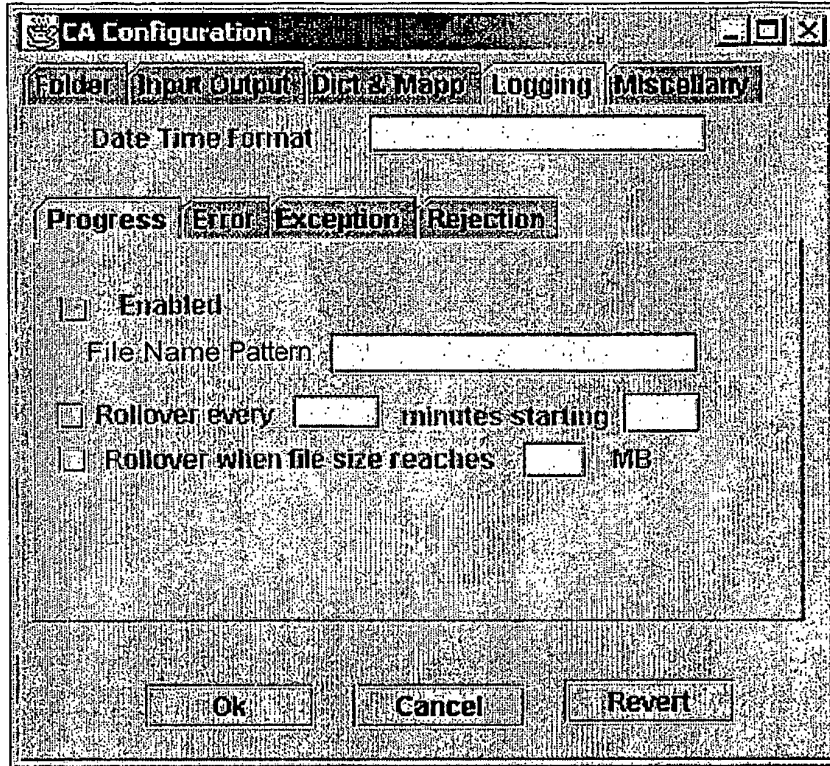 CA Configuration
Folder Input Output Dict & Mapp Logging Miscellany
Date Time Format
Progress Error Exception Rejection
Enabled
File Name Pattern
Rollover every minutes starting
Rollover when file size reaches MB
Ok Cancel Revert